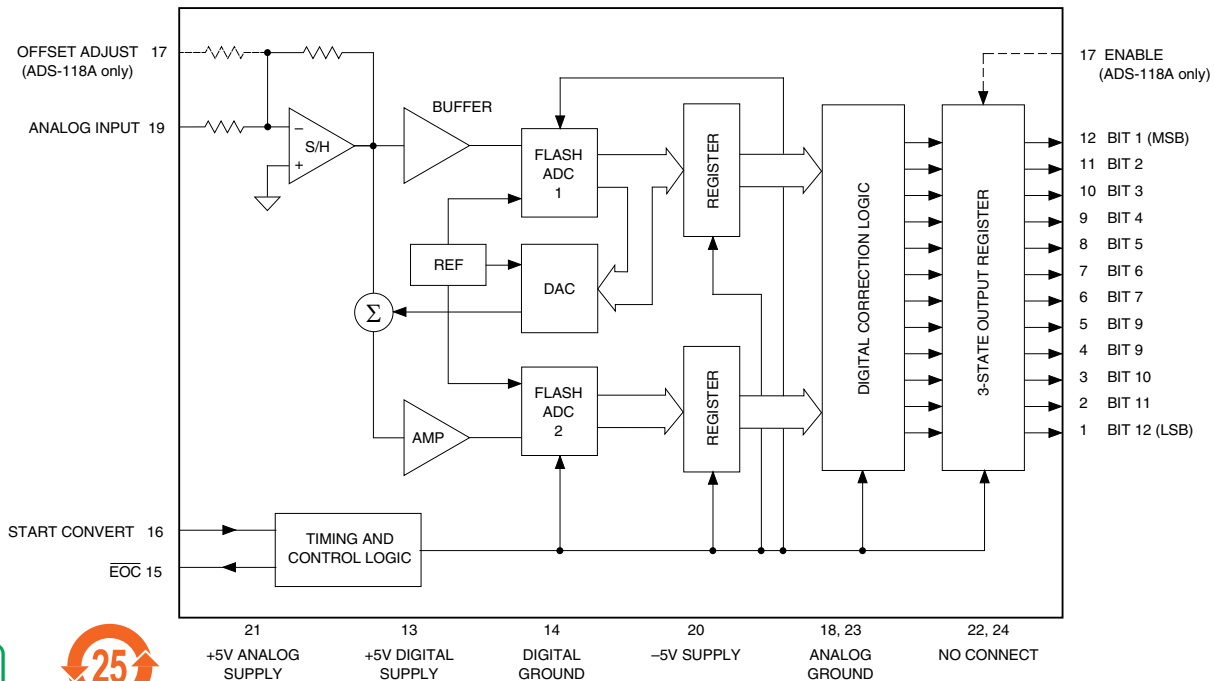 OFFSET ADJUST 17
(ADS-118A only)
ANALOG INPUT 19
S/H
−
+
BUFFER
FLASH
ADC
1
REGISTER
REF
DAC
Σ
AMP
FLASH
ADC
2
REGISTER
DIGITAL CORRECTION LOGIC
3-STATE OUTPUT REGISTER
17 ENABLE
(ADS-118A only)
12 BIT 1 (MSB)
11 BIT 2
10 BIT 3
9 BIT 4
8 BIT 5
7 BIT 6
6 BIT 7
5 BIT 9
4 BIT 9
3 BIT 10
2 BIT 11
1 BIT 12 (LSB)
START CONVERT 16
EOC 15
TIMING AND
CONTROL LOGIC
21
+5V ANALOG
SUPPLY
13
+5V DIGITAL
SUPPLY
14
DIGITAL
GROUND
20
–5V SUPPLY
18, 23
ANALOG
GROUND
22, 24
NO CONNECT
25